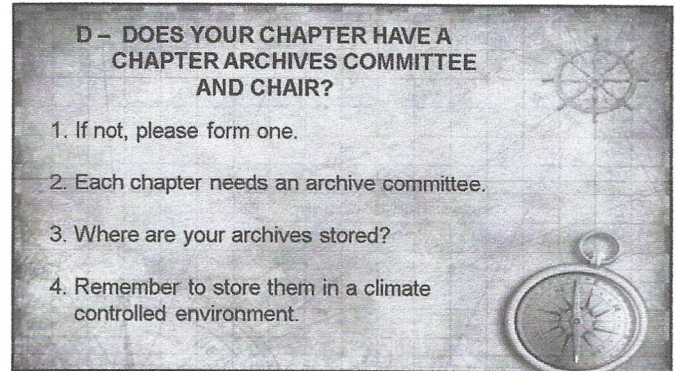 D – DOES YOUR CHAPTER HAVE A
CHAPTER ARCHIVES COMMITTEE
AND CHAIR?
1. If not, please form one.
2. Each chapter needs an archive committee.
3. Where are your archives stored?
4. Remember to store them in a climate
controlled environment.